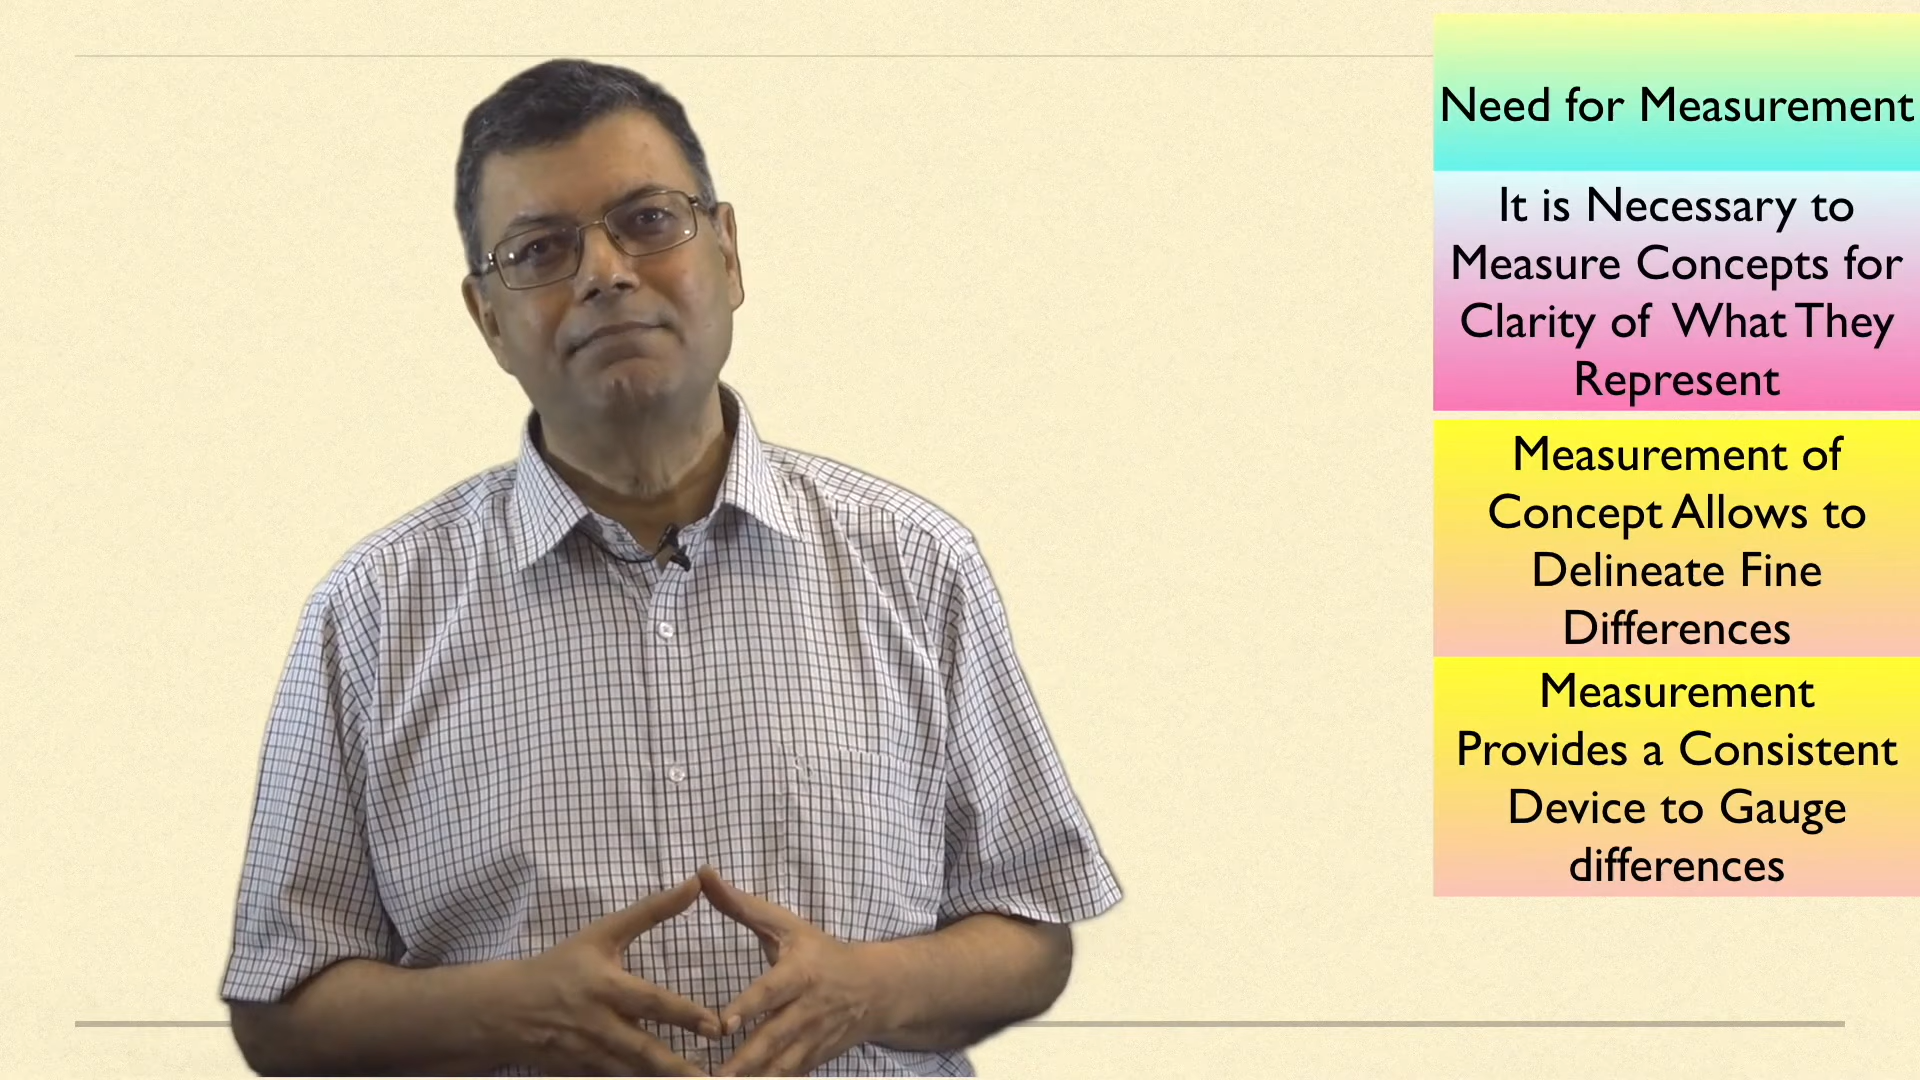 Need for Measurement
It is Necessary to
Measure Concepts for
Clarity of What They
Represent
Measurement of
Concept Allows to
Delineate Fine
Differences
Measurement
Provides a Consistent
Device to Gauge
differences